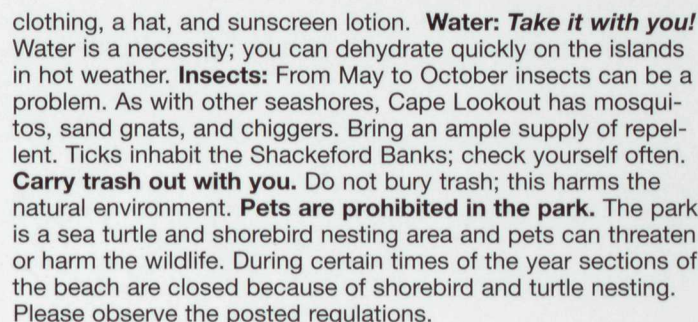 clothing, a hat, and sunscreen lotion. Water: Take it with you!
Water is a necessity; you can dehydrate quickly on the islands
in hot weather. Insects: From May to October insects can be a
problem. As with other seashores, Cape Lookout has mosqui-
tos, sand gnats, and chiggers. Bring an ample supply of repel-
lent. Ticks inhabit the Shackeford Banks; check yourself often.
Carry trash out with you. Do not bury trash; this harms the
natural environment. Pets are prohibited in the park. The park
is a sea turtle and shorebird nesting area and pets can threaten
or harm the wildlife. During certain times of the year sections of
the beach are closed because of shorebird and turtle nesting.
Please observe the posted regulations.